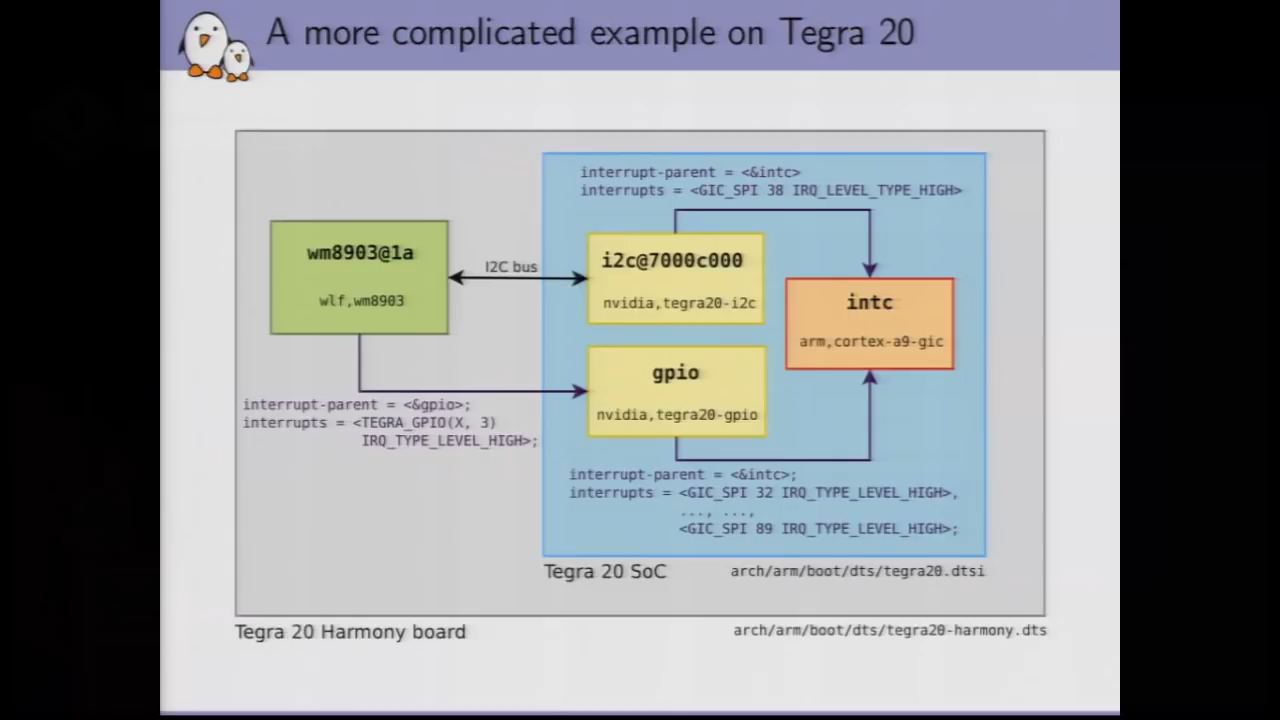 A more complicated example on Tegra 20
interrupt-parent = <&intc>
interrupts = <GIC_SPI 38 IRQ_LEVEL_TYPE_HIGH>
wm8903@1a
wlf,wm8903
I2C bus
i2c@7000c000
nvidia,tegra20-i2c
intc
arm,cortex-a9-gic
gpio
nvidia,tegra20-gpio
interrupt-parent = <&gpio>;
interrupts = <TEGRA_GPIO(X, 3)
IRQ_TYPE_LEVEL_HIGH>;
interrupt-parent = <&intc>;
interrupts = <GIC_SPI 32 IRQ_TYPE_LEVEL_HIGH>,
..., ...,
<GIC_SPI 89 IRQ_TYPE_LEVEL_HIGH>;
Tegra 20 SoC
arch/arm/boot/dts/tegra20.dtsi
Tegra 20 Harmony board
arch/arm/boot/dts/tegra20-harmony.dts